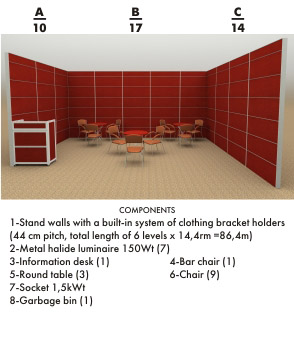 A B C
10 17 14
COMPONENTS
1-Stand walls with a built-in system of clothing bracket holders
(44 cm pitch, total length of 6 levels x 14,4rm =86,4m)
2-Metal halide luminaire 150Wt (7)
3-Information desk (1) 4-Bar chair (1)
5-Round table (3) 6-Chair (9)
7-Socket 1,5kWt
8-Garbage bin (1)